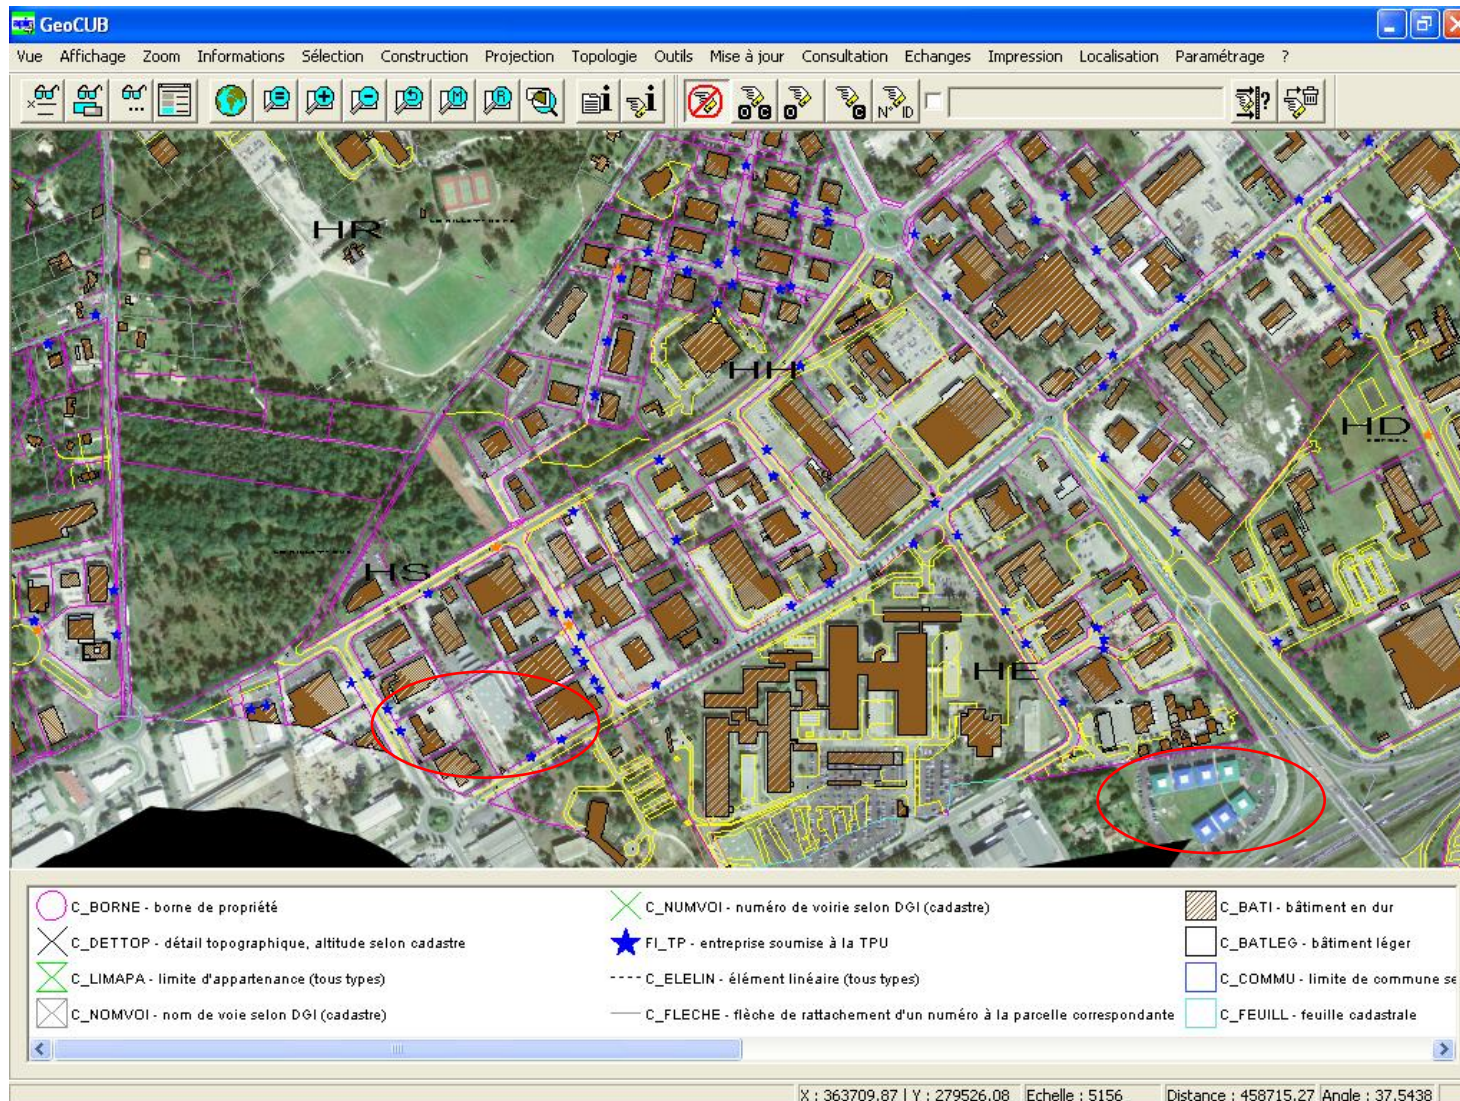 GeoCUB
Vue Affichage Zoom Informations Sélection Construction Projection Topologie Outils Mise à jour Consultation Echanges Impression Localisation Paramétrage ?
N° ID
HR
HH
HD
HS
HE
C_BORNE - borne de propriété
C_DETTOP - détail topographique, altitude selon cadastre
C_LIMAPA - limite d'appartenance (tous types)
C_NOMVOI - nom de voie selon DGI (cadastre)
C_NUMVOI - numéro de voirie selon DGI (cadastre)
FI_TP - entreprise soumise à la TPU
C_ELELIN - élément linéaire (tous types)
C_FLECHE - flèche de rattachement d'un numéro à la parcelle correspondante
C_BATI - bâtiment en dur
C_BATLEG - bâtiment léger
C_COMMU - limite de commune se
C_FEUILL - feuille cadastrale
X : 363709.87 | Y : 279526.08 Echelle : 5156 Distance : 458715.27 Angle : 37.5438